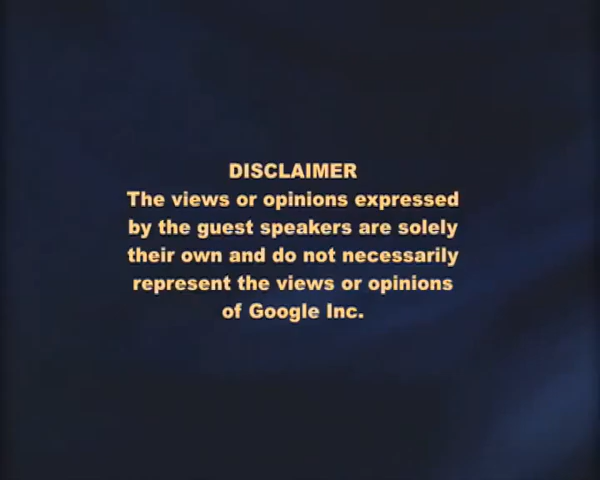 DISCLAIMER
The views or opinions expressed
by the guest speakers are solely
their own and do not necessarily
represent the views or opinions
of Google Inc.